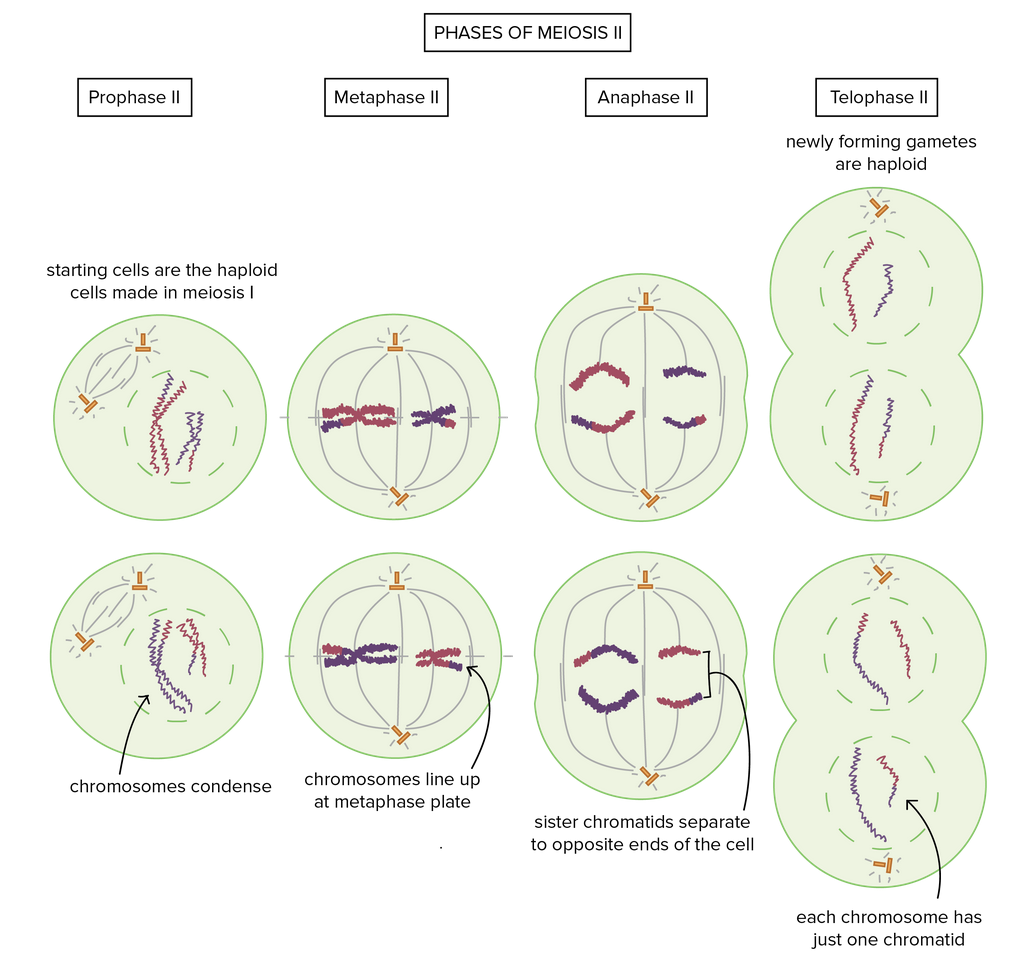 PHASES OF MEIOSIS II
Prophase II
Metaphase II
Anaphase II
Telophase II
newly forming gametes
are haploid
starting cells are the haploid
cells made in meiosis I
chromosomes condense
chromosomes line up
at metaphase plate
.
sister chromatids separate
to opposite ends of the cell
each chromosome has
just one chromatid